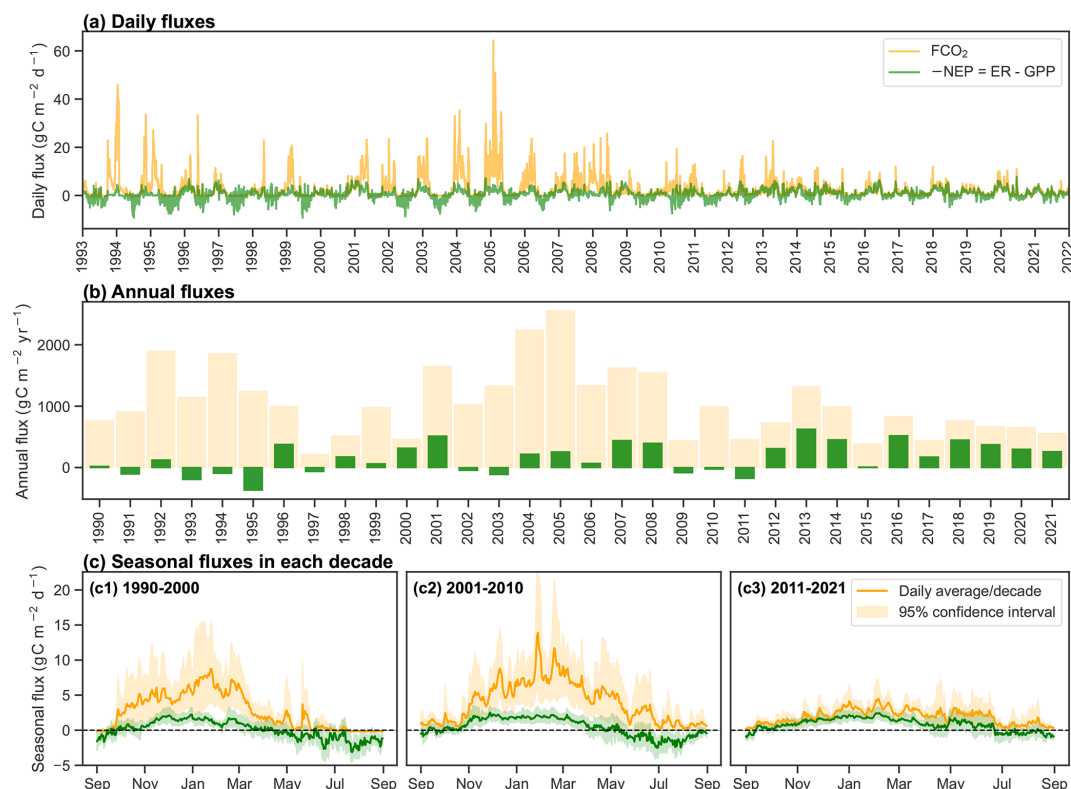 (a) Daily fluxes
Daily flux (gC m⁻² d⁻¹)
60
40
20
0
FCO₂
−NEP = ER - GPP
1993 1994 1995 1996 1997 1998 1999 2000 2001 2002 2003 2004 2005 2006 2007 2008 2009 2010 2011 2012 2013 2014 2015 2016 2017 2018 2019 2020 2021 2022
(b) Annual fluxes
Annual flux (gC m⁻² yr⁻¹)
2000
1000
0
1990 1991 1992 1993 1994 1995 1996 1997 1998 1999 2000 2001 2002 2003 2004 2005 2006 2007 2008 2009 2010 2011 2012 2013 2014 2015 2016 2017 2018 2019 2020 2021
(c) Seasonal fluxes in each decade
Seasonal flux (gC m⁻² d⁻¹)
20
15
10
5
0
−5
(c1) 1990-2000
Sep Nov Jan Mar May Jul Sep
(c2) 2001-2010
Sep Nov Jan Mar May Jul Sep
(c3) 2011-2021
Daily average/decade
95% confidence interval
Sep Nov Jan Mar May Jul Sep